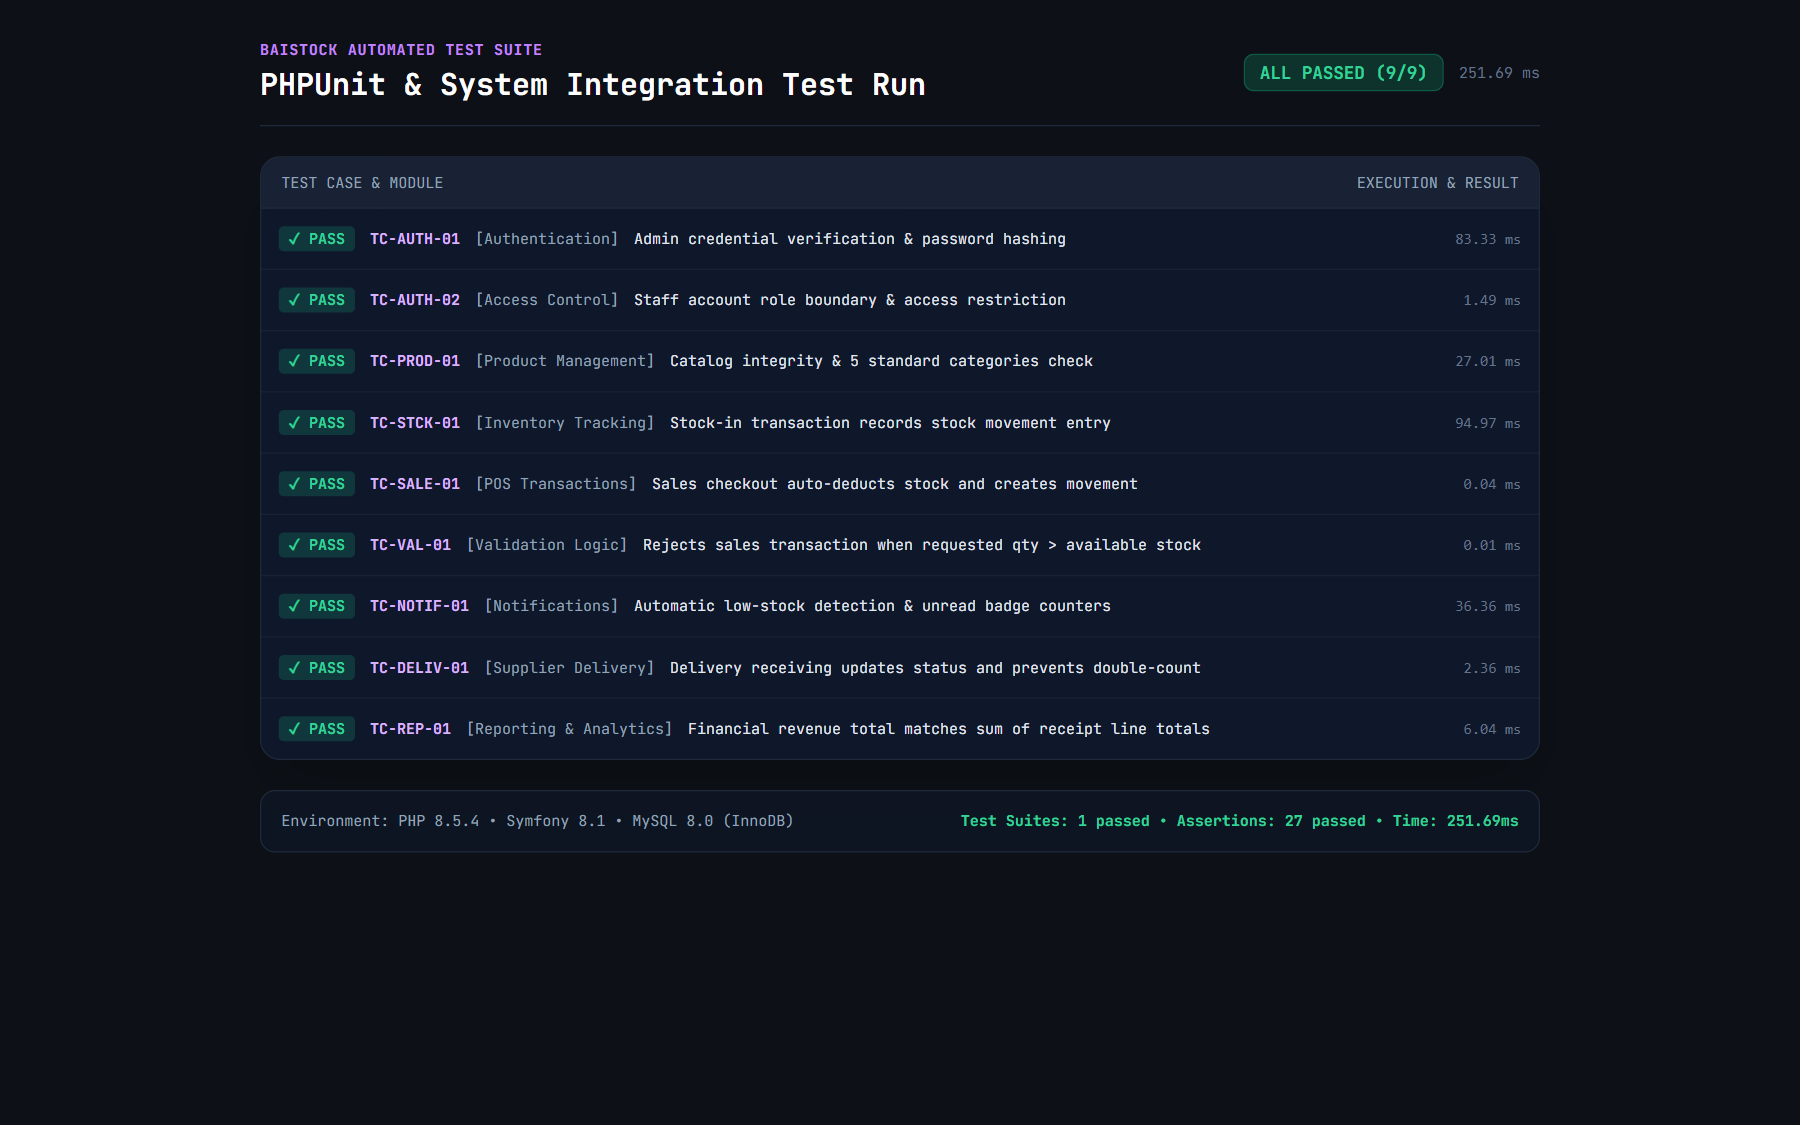 BAISTOCK AUTOMATED TEST SUITE
PHPUnit & System Integration Test Run
ALL PASSED (9/9) 251.69 ms
TEST CASE & MODULE EXECUTION & RESULT
✓ PASS TC-AUTH-01 [Authentication] Admin credential verification & password hashing 83.33 ms
✓ PASS TC-AUTH-02 [Access Control] Staff account role boundary & access restriction 1.49 ms
✓ PASS TC-PROD-01 [Product Management] Catalog integrity & 5 standard categories check 27.01 ms
✓ PASS TC-STCK-01 [Inventory Tracking] Stock-in transaction records stock movement entry 94.97 ms
✓ PASS TC-SALE-01 [POS Transactions] Sales checkout auto-deducts stock and creates movement 0.04 ms
✓ PASS TC-VAL-01 [Validation Logic] Rejects sales transaction when requested qty > available stock 0.01 ms
✓ PASS TC-NOTIF-01 [Notifications] Automatic low-stock detection & unread badge counters 36.36 ms
✓ PASS TC-DELIV-01 [Supplier Delivery] Delivery receiving updates status and prevents double-count 2.36 ms
✓ PASS TC-REP-01 [Reporting & Analytics] Financial revenue total matches sum of receipt line totals 6.04 ms
Environment: PHP 8.5.4 • Symfony 8.1 • MySQL 8.0 (InnoDB) Test Suites: 1 passed • Assertions: 27 passed • Time: 251.69ms